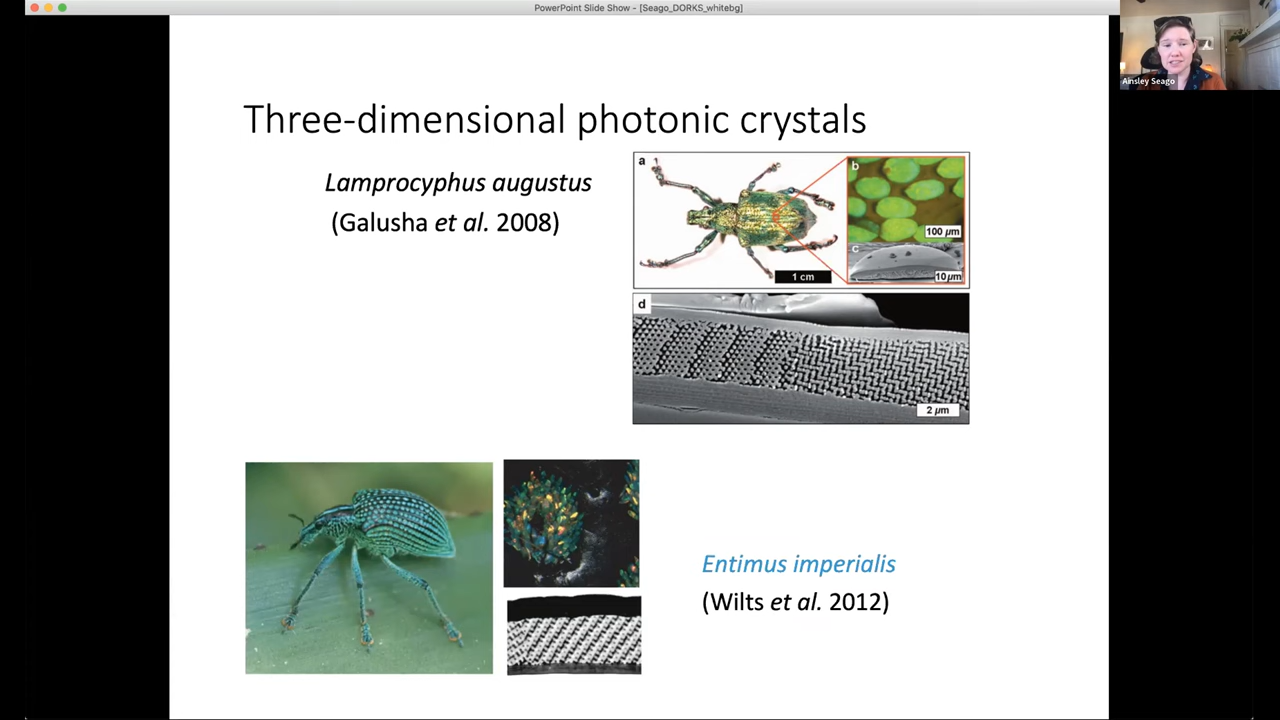 PowerPoint Slide Show - [Seago_DORKS_whitebg]
Ainsley Seago
Three-dimensional photonic crystals
Lamprocyphus augustus
(Galusha et al. 2008)
a
b
100 µm
c
10 µm
1 cm
d
2 µm
Entimus imperialis
(Wilts et al. 2012)